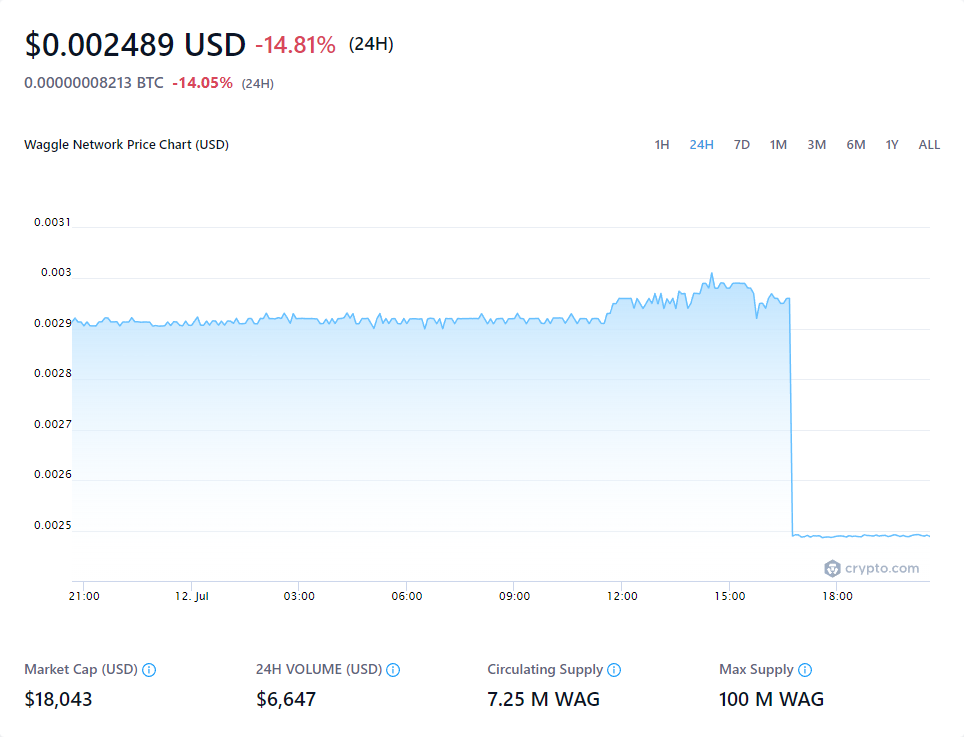 $0.002489 USD -14.81% (24H)
0.00000008213 BTC -14.05% (24H)
Waggle Network Price Chart (USD) 1H 24H 7D 1M 3M 6M 1Y ALL
0.0031
0.003
0.0029
0.0028
0.0027
0.0026
0.0025
crypto.com
21:00 12. Jul 03:00 06:00 09:00 12:00 15:00 18:00
Market Cap (USD) 24H VOLUME (USD) Circulating Supply Max Supply
$18,043 $6,647 7.25 M WAG 100 M WAG